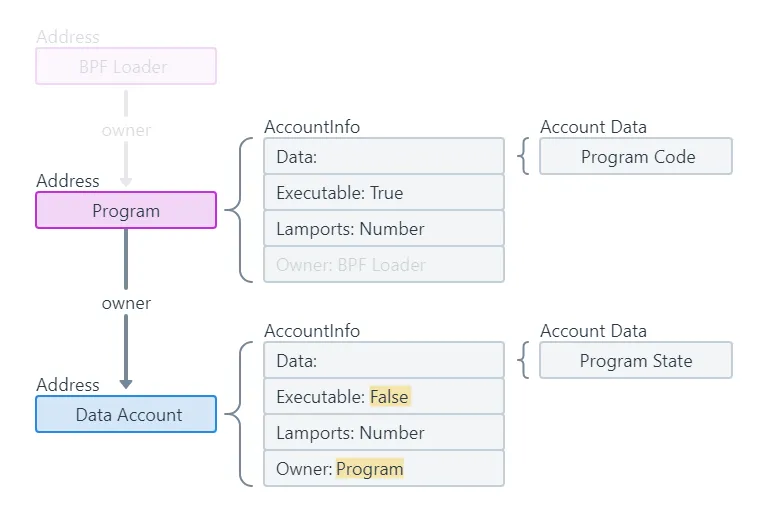 Address
BPF Loader
owner
AccountInfo
Account Data
Data:
Program Code
Address
Executable: True
Program
Lamports: Number
Owner: BPF Loader
owner
AccountInfo
Account Data
Data:
Program State
Address
Executable: False
Data Account
Lamports: Number
Owner: Program